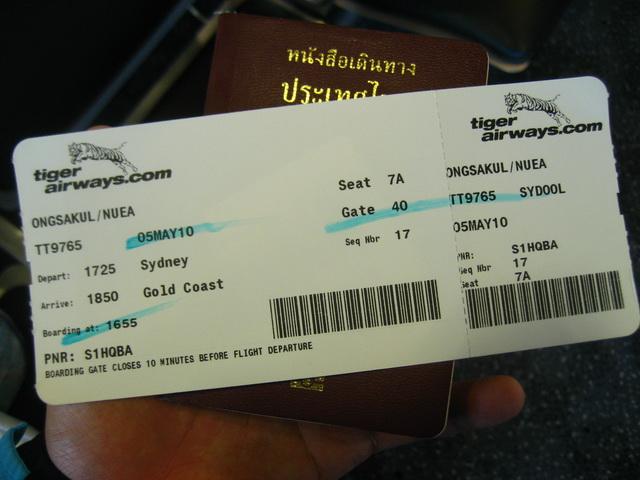 หนังสือเดินทาง
tiger
airways.com
ONGSAKUL/NUEA
TT9765 05MAY10
Depart: 1725 Sydney
Arrive: 1850 Gold Coast
Boarding at: 1655
PNR: S1HQBA
BOARDING GATE CLOSES 10 MINUTES BEFORE FLIGHT DEPARTURE
Seat 7A
Gate 40
Seq Nbr 17
tiger
airways.com
ONGSAKUL/NUEA
TT9765 SYDOOL
05MAY10
PNR: S1HQBA
Seq Nbr 17
Seat 7A